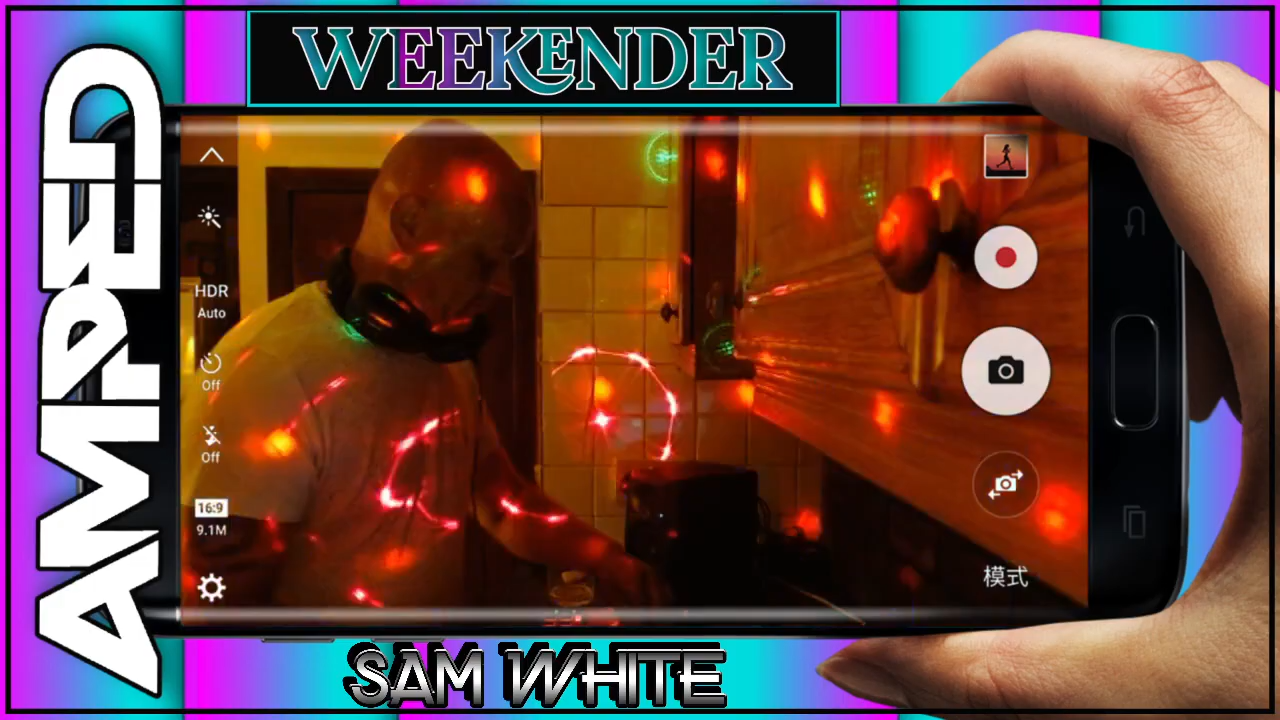 WEEKENDER
AMPED
HDR
Auto
Off
Off
16:9
9.1M
模式
SAM WHITE